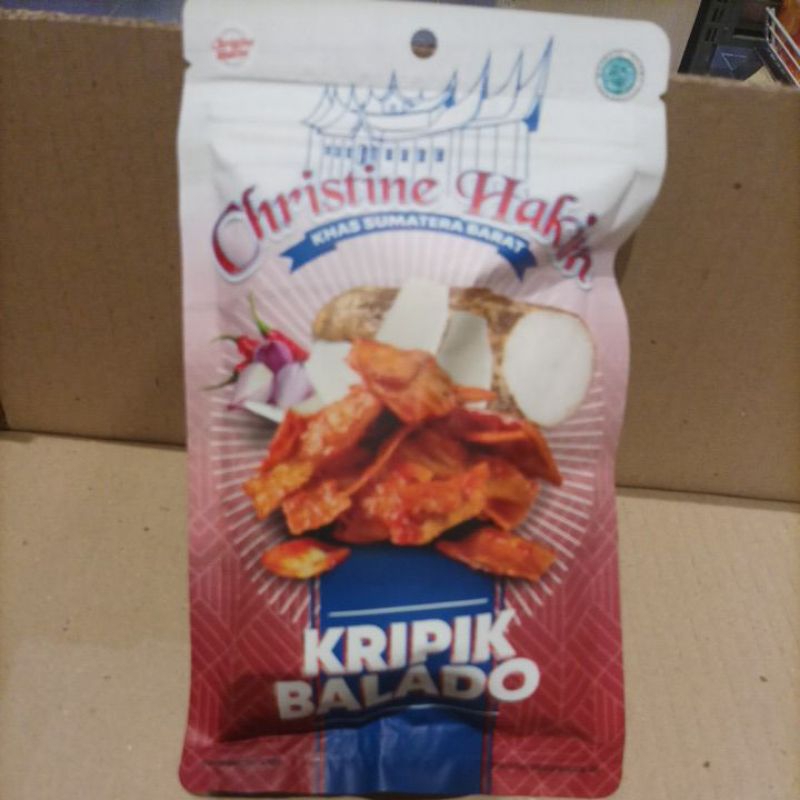 Christine Hakim
KHAS SUMATERA BARAT
KRIPIK
BALADO